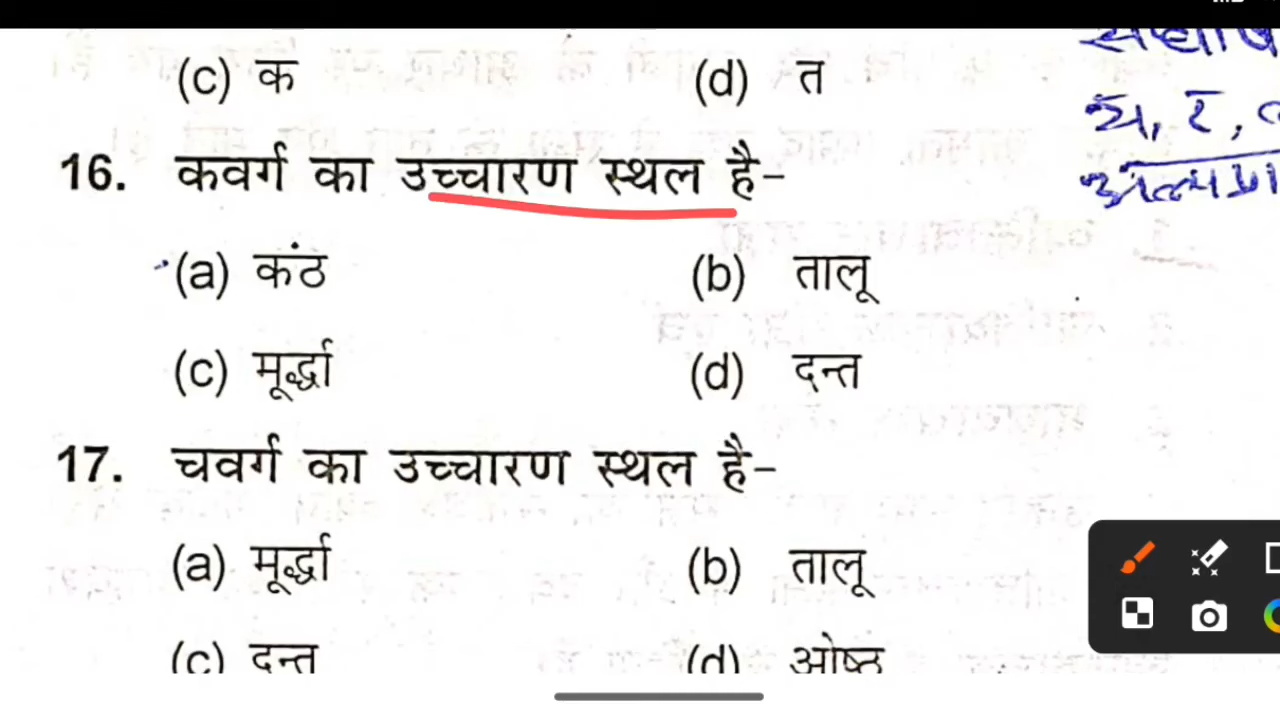 (c) क (d) त
य, र,
16. कवर्ग का उच्चारण स्थल है-
(a) कंठ (b) तालू
(c) मूर्द्धा (d) दन्त
17. चवर्ग का उच्चारण स्थल है-
(a) मूर्द्धा (b) तालू
(c) दन्त (d) ओष्ठ